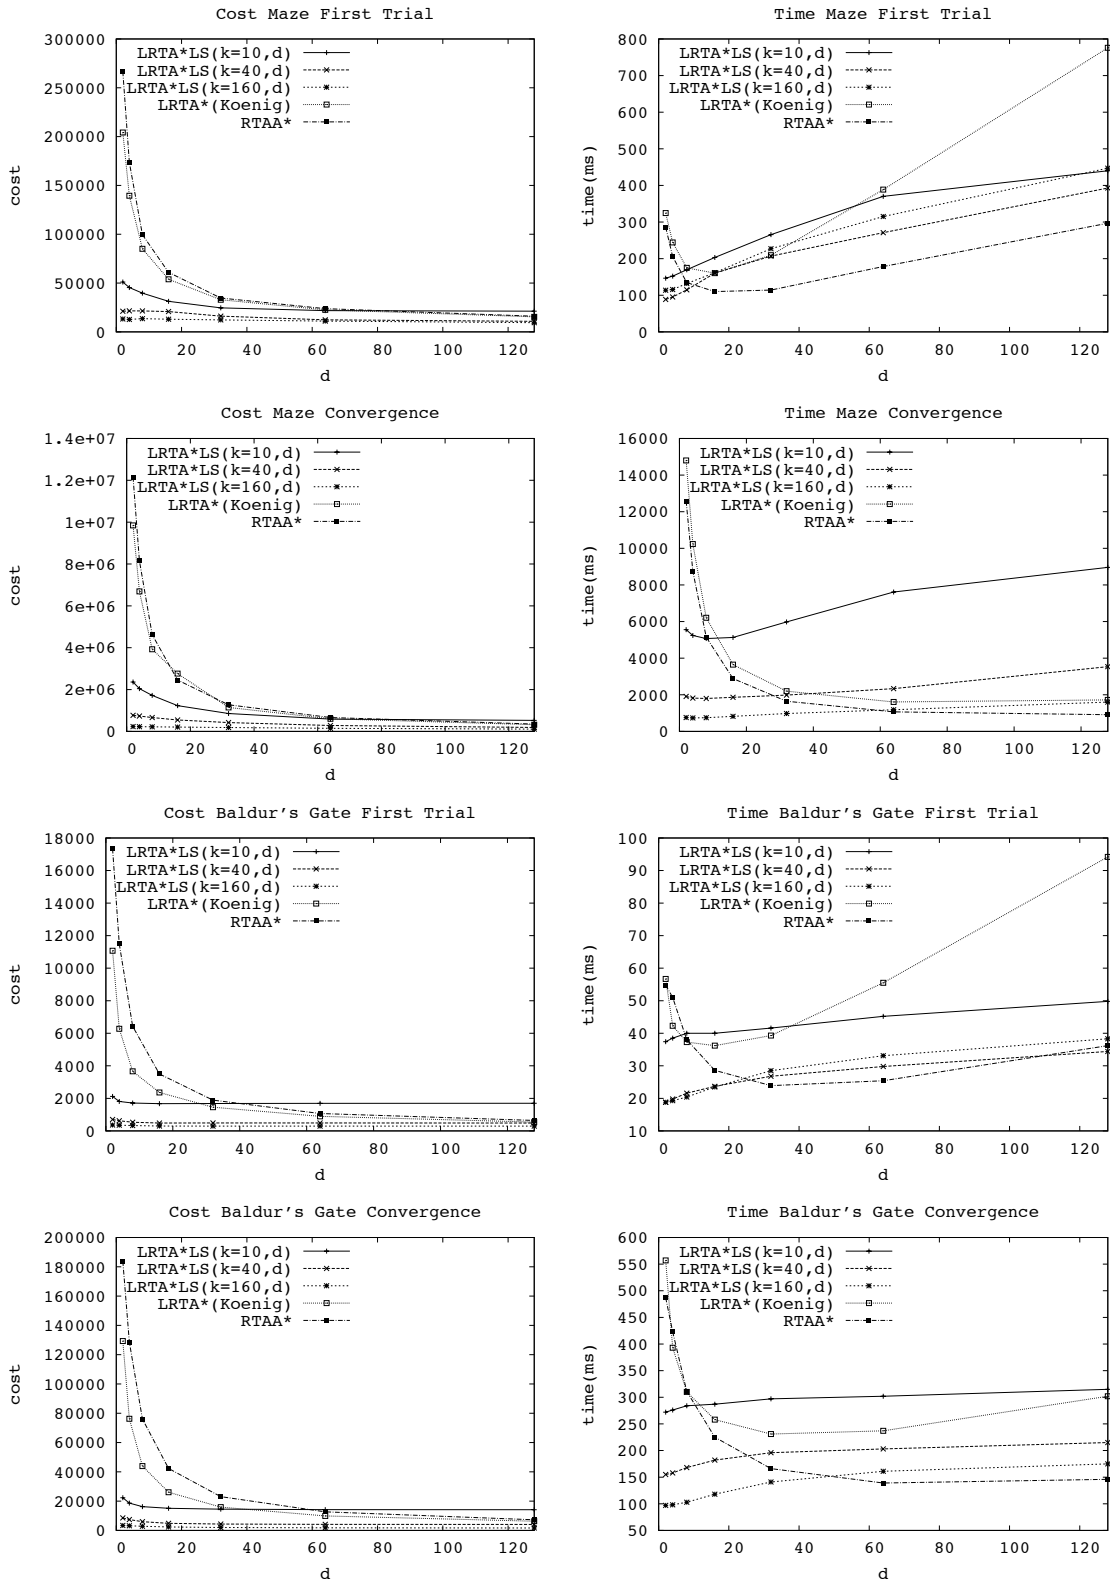 Cost Maze First Trial
300000
250000
200000
150000
100000
50000
0
cost
LRTA*LS(k=10,d)
LRTA*LS(k=40,d)
LRTA*LS(k=160,d)
LRTA*(Koenig)
RTAA*
0 20 40 60 80 100 120
d
Time Maze First Trial
800
700
600
500
400
300
200
100
0
time(ms)
LRTA*LS(k=10,d)
LRTA*LS(k=40,d)
LRTA*LS(k=160,d)
LRTA*(Koenig)
RTAA*
0 20 40 60 80 100 120
d
Cost Maze Convergence
1.4e+07
1.2e+07
1e+07
8e+06
6e+06
4e+06
2e+06
0
cost
LRTA*LS(k=10,d)
LRTA*LS(k=40,d)
LRTA*LS(k=160,d)
LRTA*(Koenig)
RTAA*
0 20 40 60 80 100 120
d
Time Maze Convergence
16000
14000
12000
10000
8000
6000
4000
2000
0
time(ms)
LRTA*LS(k=10,d)
LRTA*LS(k=40,d)
LRTA*LS(k=160,d)
LRTA*(Koenig)
RTAA*
0 20 40 60 80 100 120
d
Cost Baldur’s Gate First Trial
18000
16000
14000
12000
10000
8000
6000
4000
2000
0
cost
LRTA*LS(k=10,d)
LRTA*LS(k=40,d)
LRTA*LS(k=160,d)
LRTA*(Koenig)
RTAA*
0 20 40 60 80 100 120
d
Time Baldur’s Gate First Trial
100
90
80
70
60
50
40
30
20
10
time(ms)
LRTA*LS(k=10,d)
LRTA*LS(k=40,d)
LRTA*LS(k=160,d)
LRTA*(Koenig)
RTAA*
0 20 40 60 80 100 120
d
Cost Baldur’s Gate Convergence
200000
180000
160000
140000
120000
100000
80000
60000
40000
20000
0
cost
LRTA*LS(k=10,d)
LRTA*LS(k=40,d)
LRTA*LS(k=160,d)
LRTA*(Koenig)
RTAA*
0 20 40 60 80 100 120
d
Time Baldur’s Gate Convergence
600
550
500
450
400
350
300
250
200
150
100
50
time(ms)
LRTA*LS(k=10,d)
LRTA*LS(k=40,d)
LRTA*LS(k=160,d)
LRTA*(Koenig)
RTAA*
0 20 40 60 80 100 120
d